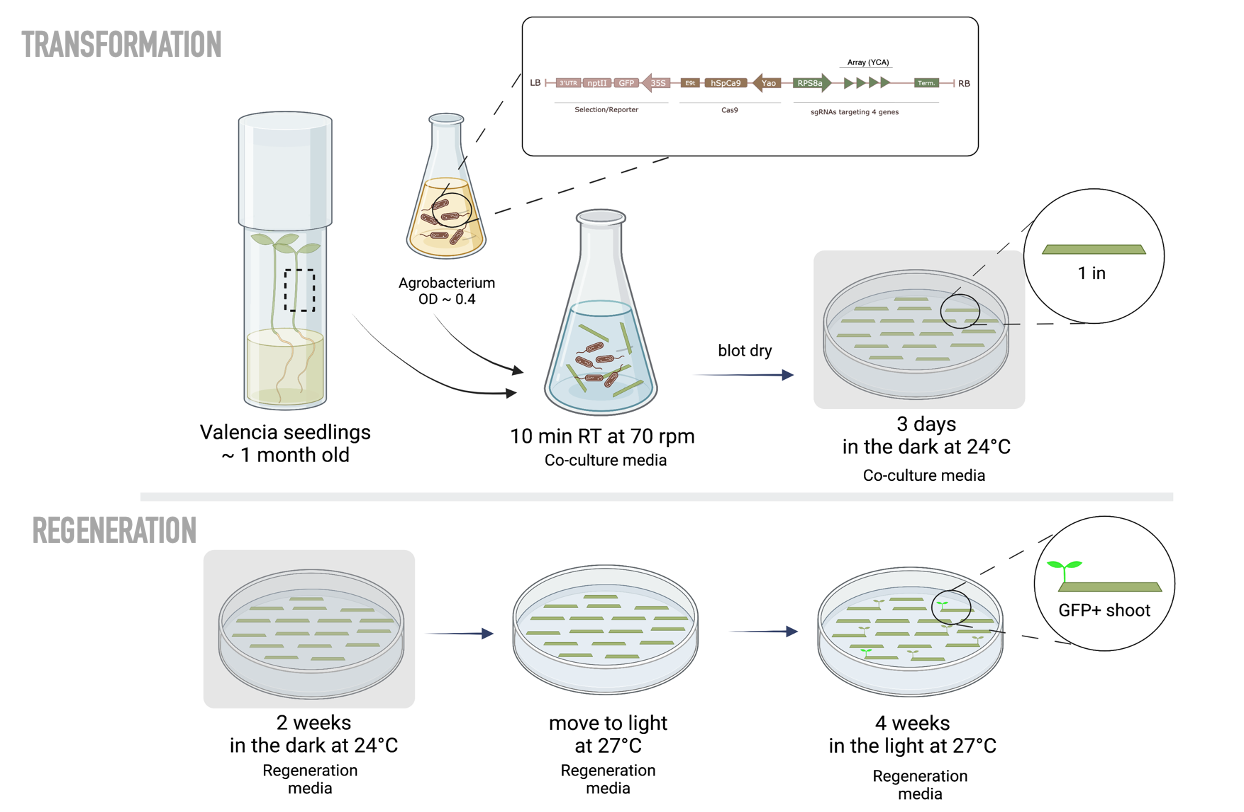 TRANSFORMATION
Array (YCA)
LB
3'UTR
nptII
GFP
35S
E9t
hSpCa9
Yao
RPS8a
Term.
RB
Selection/Reporter
Cas9
sgRNAs targeting 4 genes
Agrobacterium
OD ~ 0.4
1 in
blot dry
Valencia seedlings
~ 1 month old
10 min RT at 70 rpm
Co-culture media
3 days
in the dark at 24°C
Co-culture media
REGENERATION
GFP+ shoot
2 weeks
in the dark at 24°C
Regeneration
media
move to light
at 27°C
Regeneration
media
4 weeks
in the light at 27°C
Regeneration
media